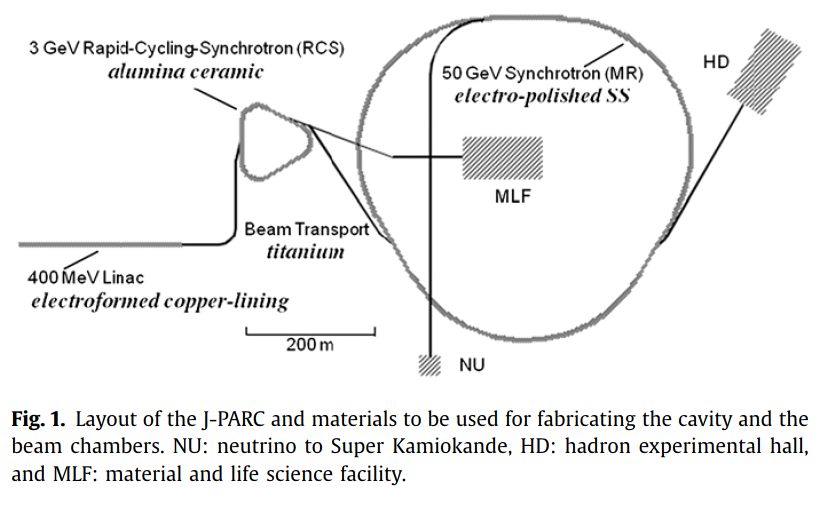 3 GeV Rapid-Cycling-Synchrotron (RCS)
alumina ceramic
50 GeV Synchrotron (MR)
electro-polished SS
HD
MLF
Beam Transport
titanium
400 MeV Linac
electroformed copper-lining
200 m
NU
Fig. 1. Layout of the J-PARC and materials to be used for fabricating the cavity and the
beam chambers. NU: neutrino to Super Kamiokande, HD: hadron experimental hall,
and MLF: material and life science facility.